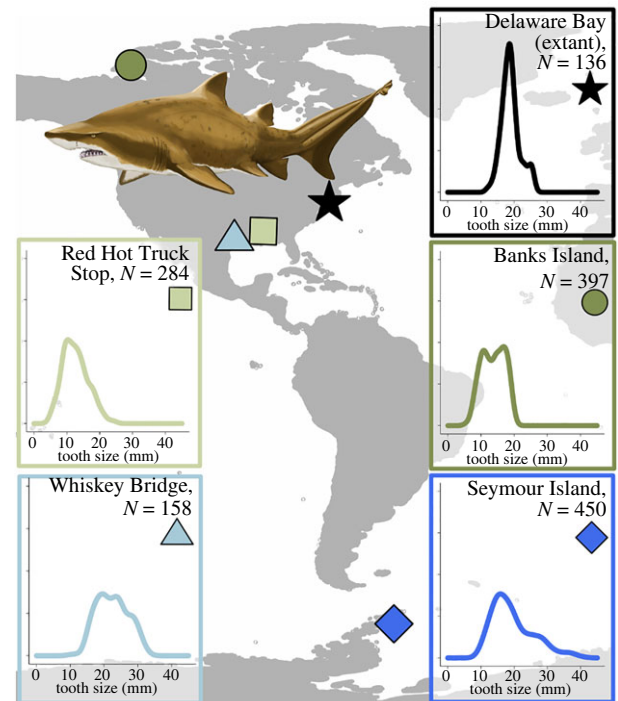 Delaware Bay
(extant),
N = 136
0 10 20 30 40
tooth size (mm)
Red Hot Truck
Stop, N = 284
0 10 20 30 40
tooth size (mm)
Banks Island,
N = 397
0 10 20 30 40
tooth size (mm)
Whiskey Bridge,
N = 158
0 10 20 30 40
tooth size (mm)
Seymour Island,
N = 450
0 10 20 30 40
tooth size (mm)